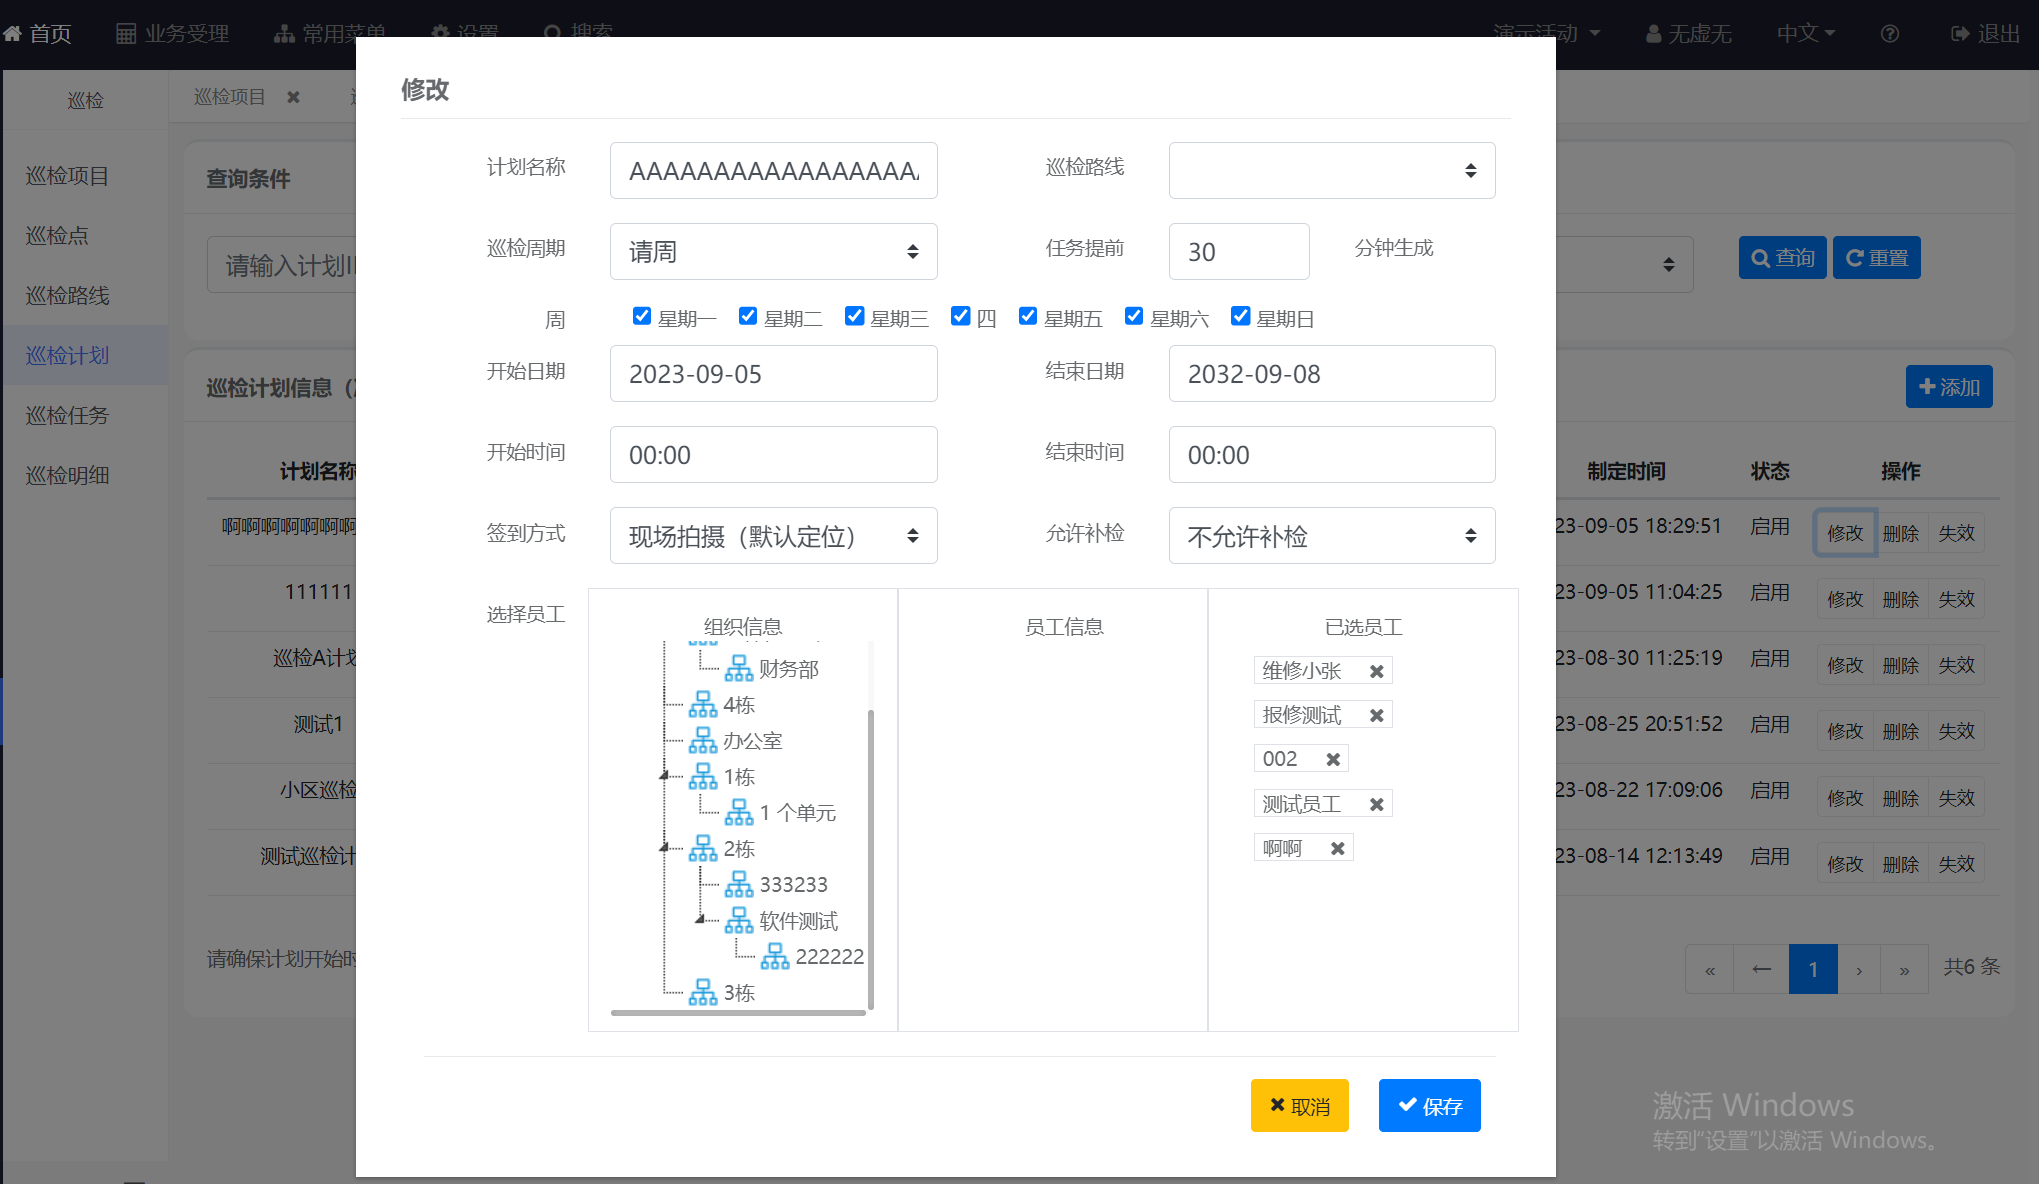 首页 业务受理 常用菜单 设置 搜索 演示活动 无虚无 中文 退出
巡检
巡检项目
巡检项目
巡检点
巡检路线
巡检计划
巡检任务
巡检明细
查询条件
请输入计划I
查询 重置
巡检计划信息
添加
计划名称 制定时间 状态 操作
啊啊啊啊啊啊啊 23-09-05 18:29:51 启用 修改 删除 失效
111111 23-09-05 11:04:25 启用 修改 删除 失效
巡检A计划 23-08-30 11:25:19 启用 修改 删除 失效
测试1 23-08-25 20:51:52 启用 修改 删除 失效
小区巡检 23-08-22 17:09:06 启用 修改 删除 失效
测试巡检计 23-08-14 12:13:49 启用 修改 删除 失效
请确保计划开始时
« ← 1 › » 共6 条
修改
计划名称 AAAAAAAAAAAAAAAAAA 巡检路线
巡检周期 请周 任务提前 30 分钟生成
周 星期一 星期二 星期三 四 星期五 星期六 星期日
开始日期 2023-09-05 结束日期 2032-09-08
开始时间 00:00 结束时间 00:00
签到方式 现场拍摄（默认定位） 允许补检 不允许补检
选择员工 组织信息 员工信息 已选员工
财务部
4栋
办公室
1栋
1 个单元
2栋
333233
软件测试
222222
3栋
维修小张
报修测试
002
测试员工
啊啊
取消 保存
激活 Windows
转到“设置”以激活 Windows。